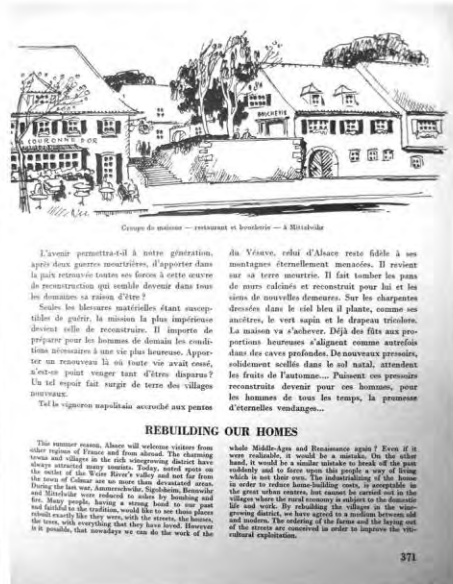 COURONNE D'OR
BOUCHERIE
Groupe de maisons — restaurant et boucherie — à Mittelwihr
L'avenir permettra-t-il à notre génération,
après deux guerres meurtrières, d'apporter dans
la paix retrouvée toutes ses forces à cette œuvre
de reconstruction qui semble devenir dans tous
les domaines sa raison d'être ?
Seules les blessures matérielles étant suscep-
tibles de guérir, la mission la plus impérieuse
devient celle de reconstruire. Il importe de
préparer pour les hommes de demain les condi-
tions nécessaires à une vie plus heureuse. Appor-
ter un renouveau là où toute vie avait cessé,
n'est-ce point venger tant d'êtres disparus ?
Un tel espoir fait surgir de terre des villages
nouveaux.
Tel le vigneron napolitain accroché aux pentes
du Vésuve, celui d'Alsace reste fidèle à ses
montagnes éternellement menacées. Il revient
sur sa terre meurtrie. Il fait tomber les pans
de murs calcinés et reconstruit pour lui et les
siens de nouvelles demeures. Sur les charpentes
dressées dans le ciel bleu il plante, comme ses
ancêtres, le vert sapin et le drapeau tricolore.
La maison va s'achever. Déjà des fûts aux pro-
portions heureuses s'alignent comme autrefois
dans des caves profondes. De nouveaux pressoirs,
solidement scellés dans le sol natal, attendent
les fruits de l'automne.... Puissent ces pressoirs
reconstruits devenir pour ces hommes, pour
les hommes de tous les temps, la promesse
d'éternelles vendanges...
REBUILDING OUR HOMES
This summer season, Alsace will welcome visitors from
other regions of France and from abroad. The charming
towns and villages in the rich winegrowing district have
always attracted many tourists. Today, noted spots on
the outlet of the Weiss River's valley and not far from
the town of Colmar are no more than devastated areas.
During the last war, Ammerschwihr, Sigolsheim, Bennwihr
and Mittelwihr were reduced to ashes by bombing and
fire. Many people, having a strong bond to our past
and faithful to the tradition, would like to see those places
rebuilt exactly like they were, with the streets, the houses,
the trees, with everything that they have loved. However
is it possible, that nowadays we can do the work of the
whole Middle-Ages and Renaissance again ? Even if it
were realisable, it would be a mistake. On the other
hand, it would be a similar mistake to break off the past
suddenly and to force upon this people a way of living
which is not their own. The industrializing of the house
in order to reduce home-building costs, is acceptable in
the great urban centres, but cannot be carried out in the
villages where the rural economy is subject to the domestic
life and work. By rebuilding the villages in the wine-
growing district, we have agreed to a medium between old
and modern. The ordering of the farms and the laying out
of the streets are conceived in order to improve the viti-
cultural exploitation.
371